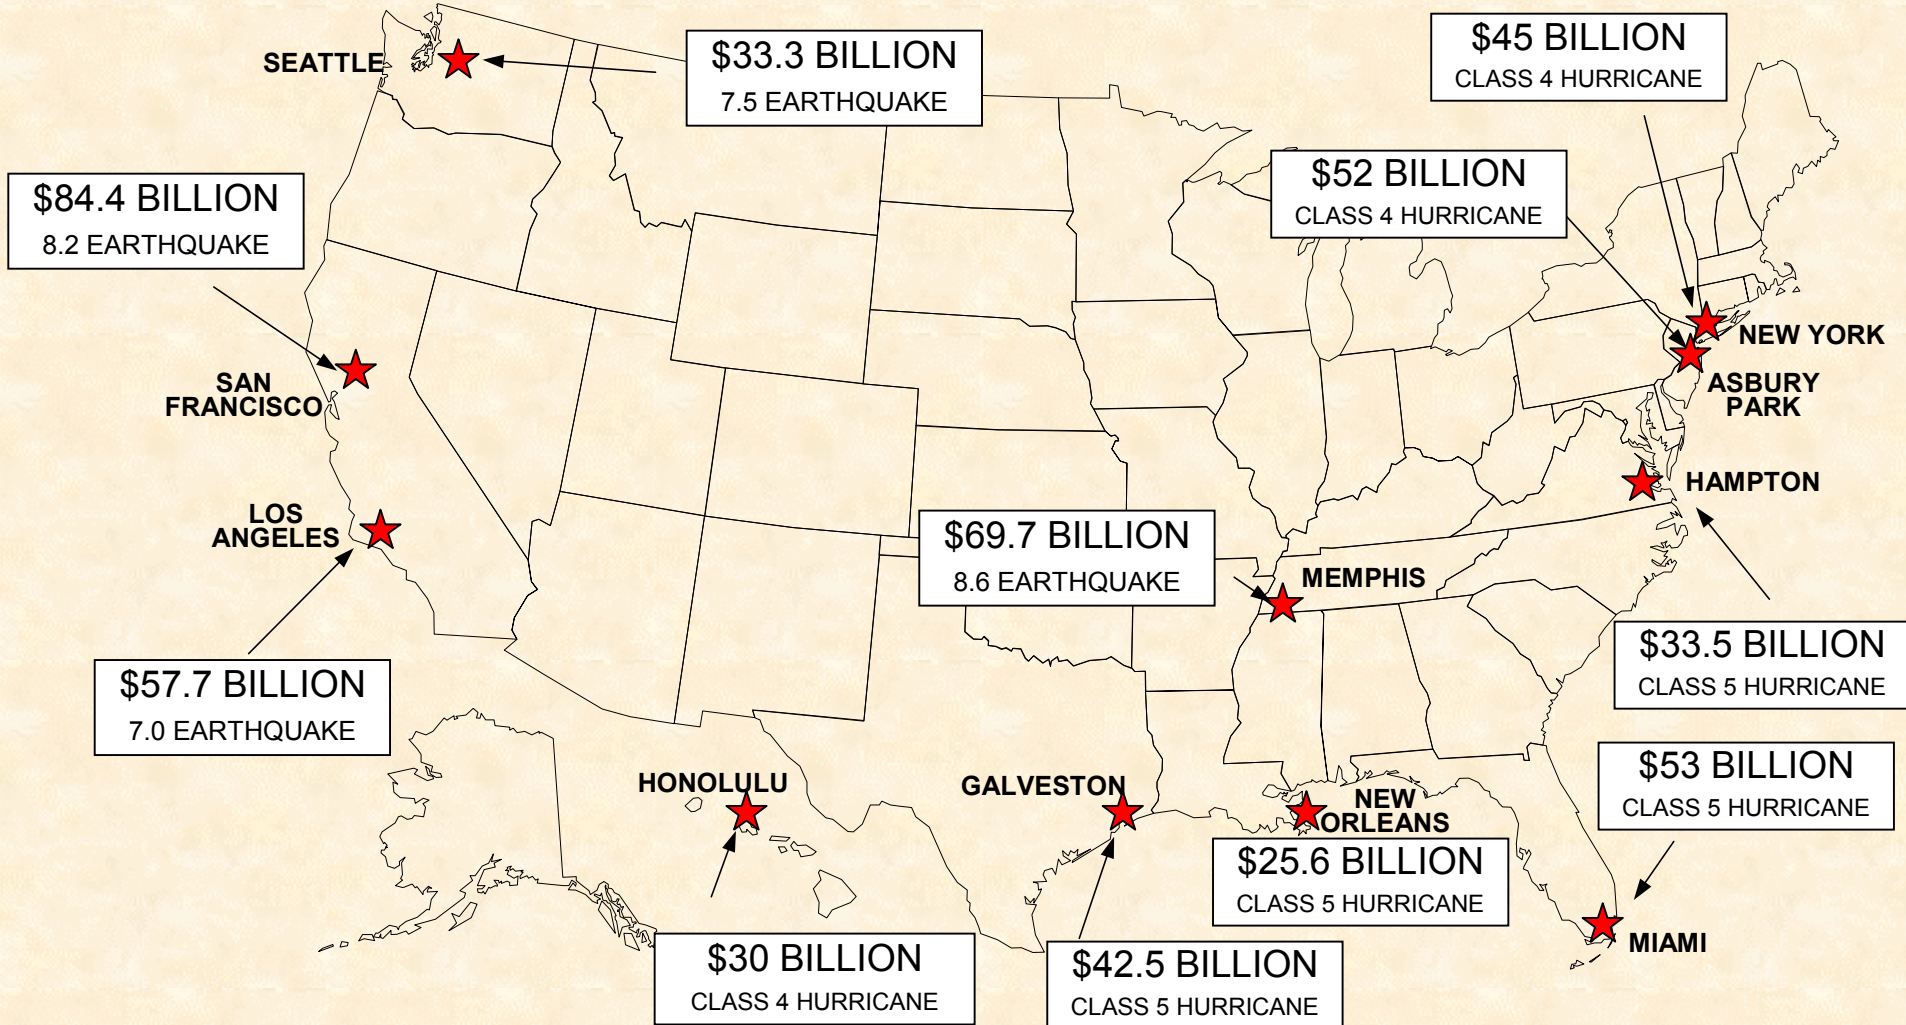 $45 BILLION
CLASS 4 HURRICANE
SEATTLE
$33.3 BILLION
7.5 EARTHQUAKE
$52 BILLION
CLASS 4 HURRICANE
$84.4 BILLION
8.2 EARTHQUAKE
NEW YORK
SAN
FRANCISCO
ASBURY
PARK
HAMPTON
LOS
ANGELES
$69.7 BILLION
8.6 EARTHQUAKE
MEMPHIS
$33.5 BILLION
CLASS 5 HURRICANE
$57.7 BILLION
7.0 EARTHQUAKE
$53 BILLION
CLASS 5 HURRICANE
HONOLULU
GALVESTON
NEW
ORLEANS
$25.6 BILLION
CLASS 5 HURRICANE
MIAMI
$30 BILLION
CLASS 4 HURRICANE
$42.5 BILLION
CLASS 5 HURRICANE